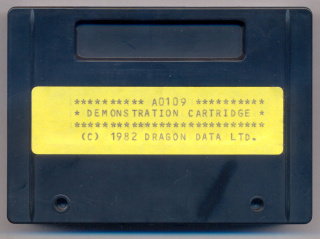 ********** A0109 **********
* DEMONSTRATION CARTRIDGE *
***************************
(C) 1982 DRAGON DATA LTD.